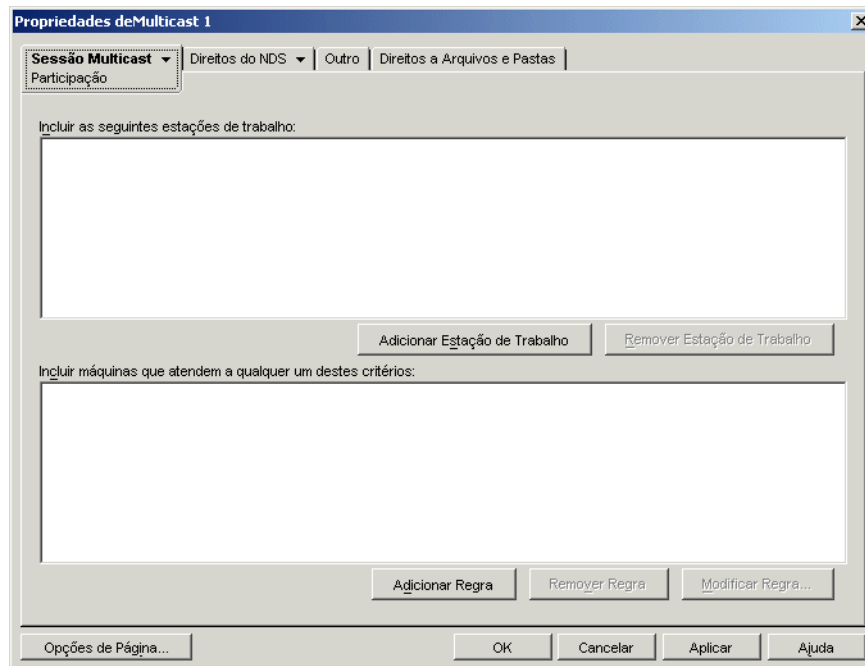 Propriedades deMulticast 1
Sessão Multicast Direitos do NDS Outro Direitos a Arquivos e Pastas
Participação
Incluir as seguintes estações de trabalho:
Adicionar Estação de Trabalho Remover Estação de Trabalho
Incluir máquinas que atendem a qualquer um destes critérios:
Adicionar Regra Remover Regra Modificar Regra...
Opções de Página... OK Cancelar Aplicar Ajuda